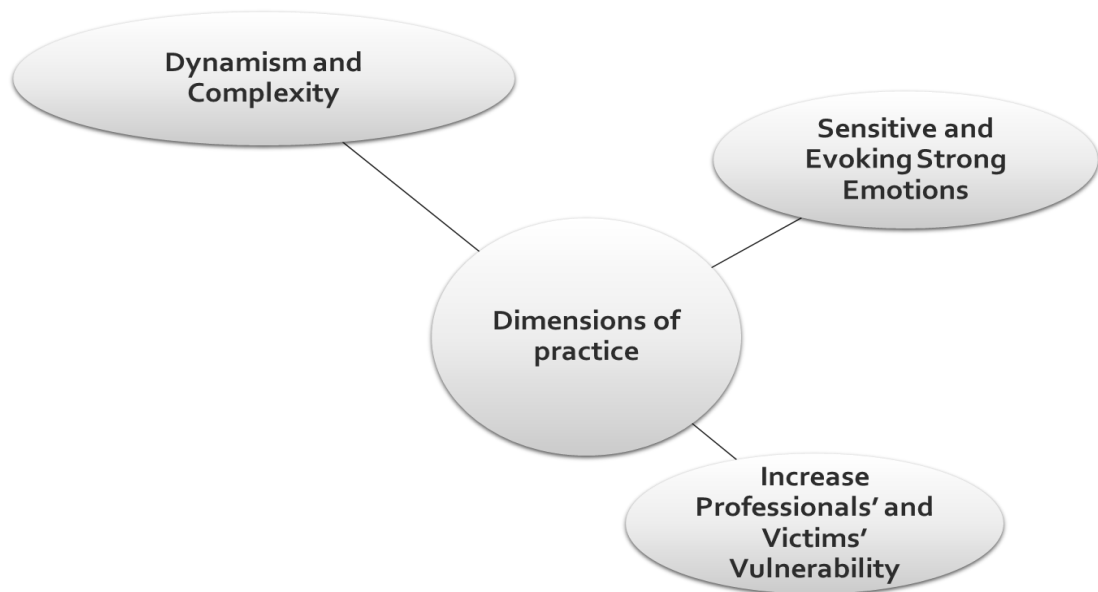 Dynamism and
Complexity
Sensitive and
Evoking Strong
Emotions
Dimensions of
practice
Increase
Professionals’ and
Victims’
Vulnerability